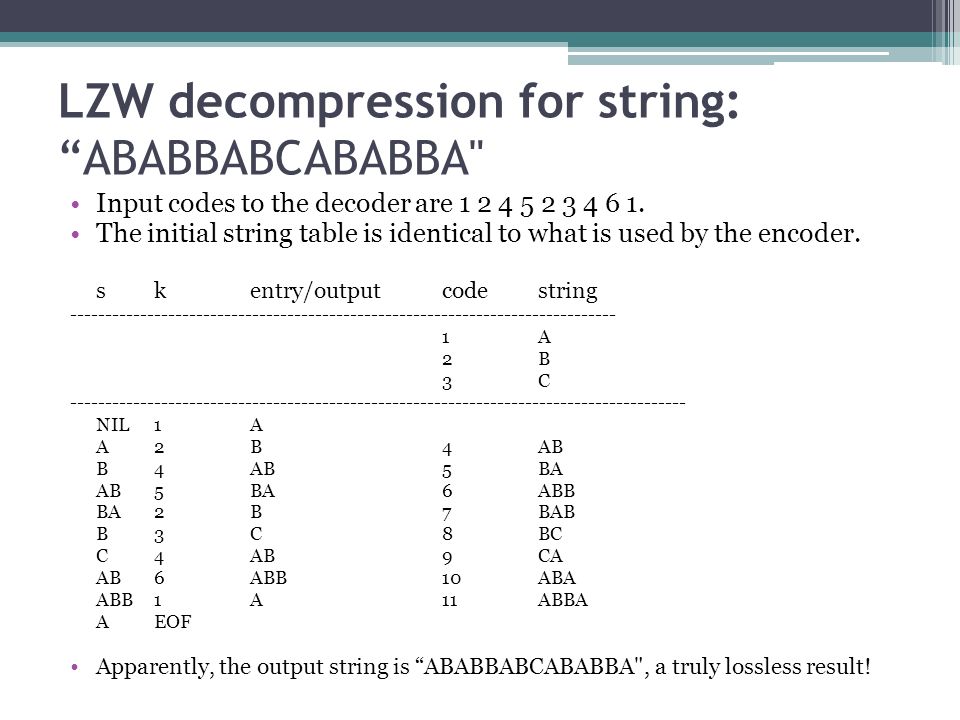 LZW decompression for string:
“ABABBABCABABBA"
• Input codes to the decoder are 1 2 4 5 2 3 4 6 1.
• The initial string table is identical to what is used by the encoder.
s k entry/output code string
------------------------------------------------------------------------------
1 A
2 B
3 C
----------------------------------------------------------------------------------------
NIL 1 A
A 2 B 4 AB
B 4 AB 5 BA
AB 5 BA 6 ABB
BA 2 B 7 BAB
B 3 C 8 BC
C 4 AB 9 CA
AB 6 ABB 10 ABA
ABB 1 A 11 ABBA
A EOF
• Apparently, the output string is “ABABBABCABABBA", a truly lossless result!